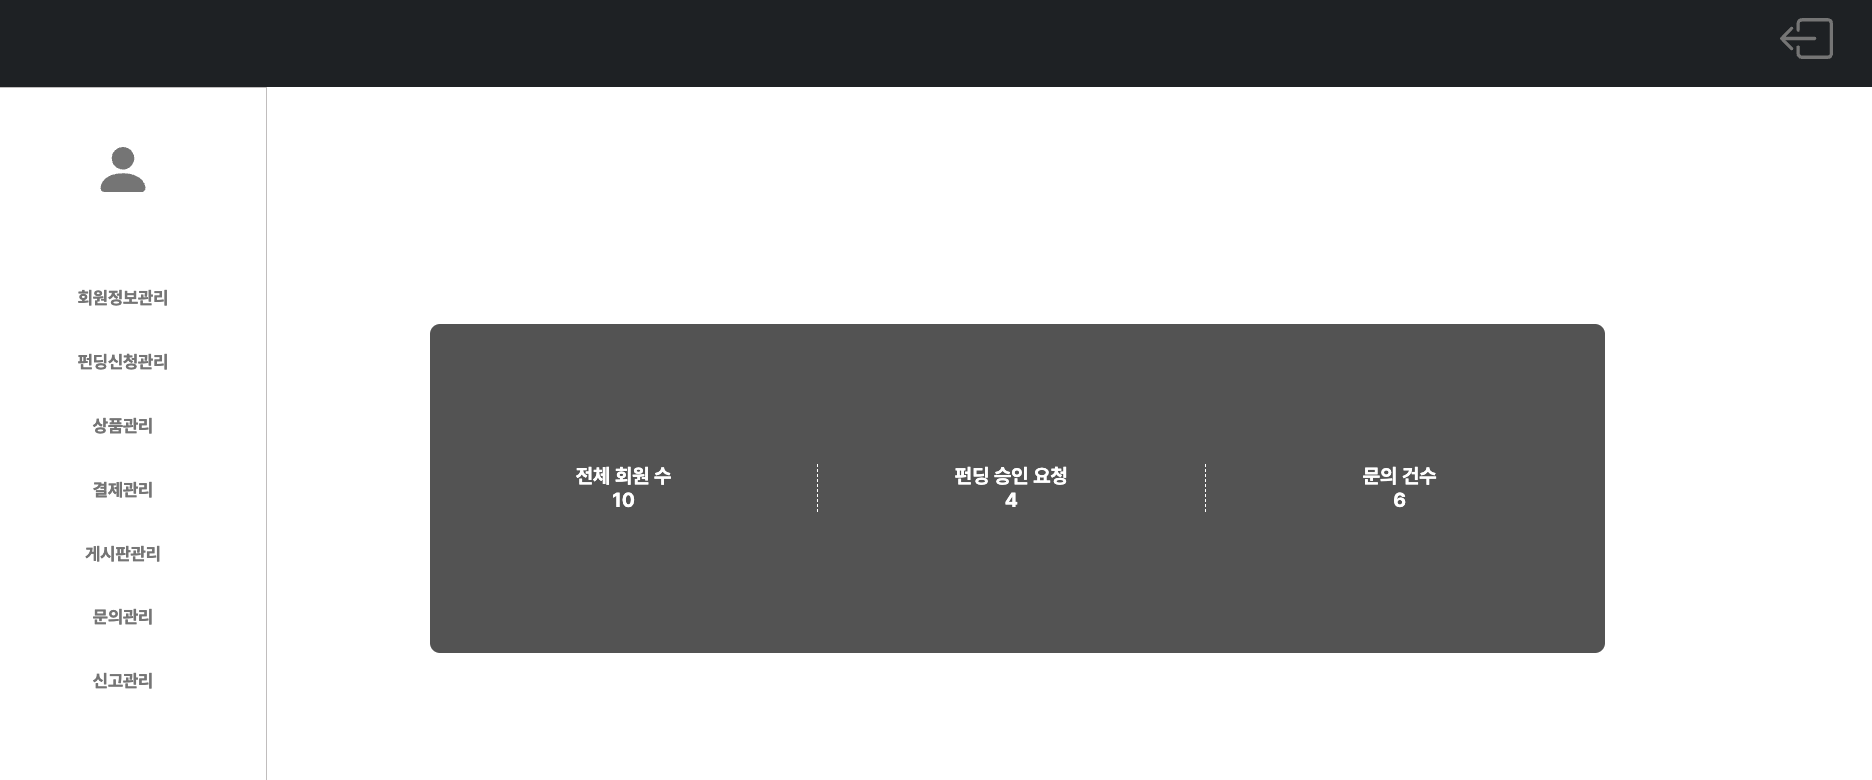 회원정보관리
펀딩신청관리
상품관리
결제관리
게시판관리
문의관리
신고관리
전체 회원 수
10
펀딩 승인 요청
4
문의 건수
6